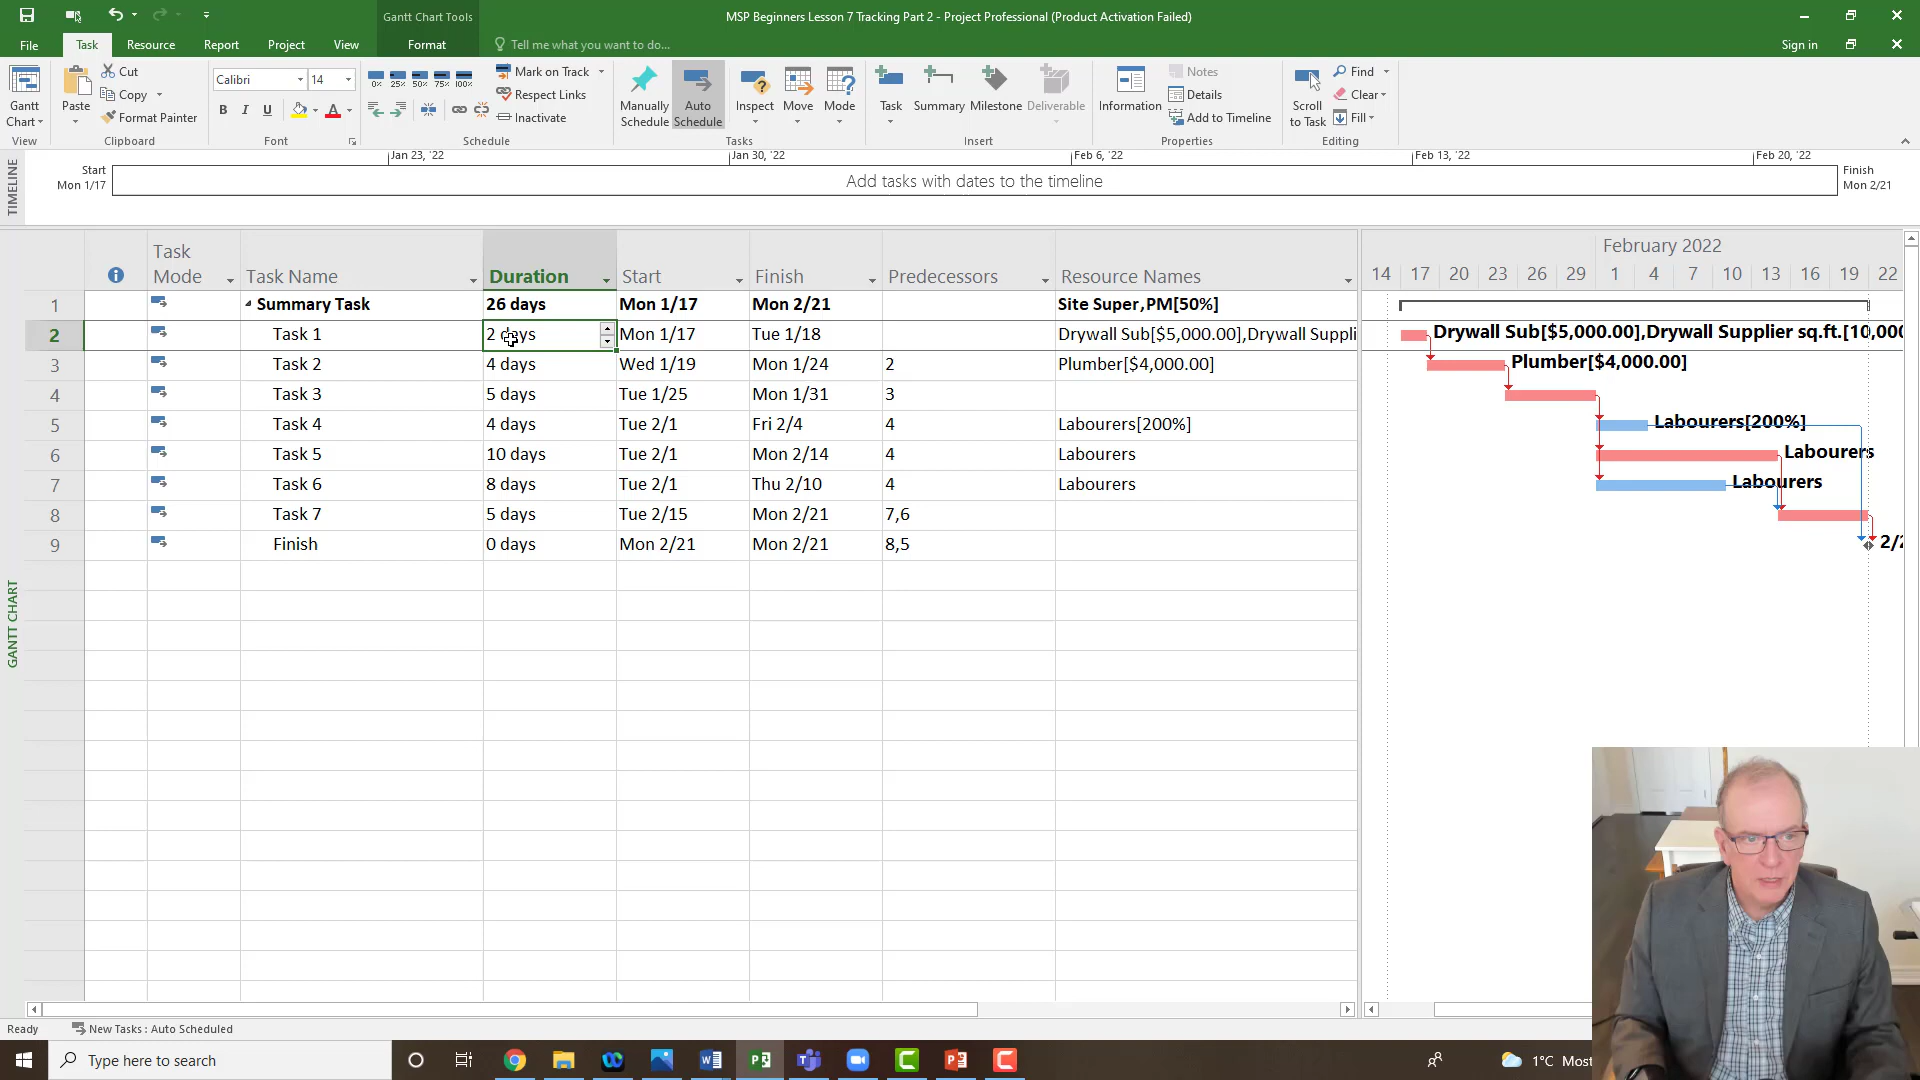 Gantt Chart Tools
MSP Beginners Lesson 7 Tracking Part 2 - Project Professional (Product Activation Failed)
File Task Resource Report Project View Format Tell me what you want to do... Sign in
Gantt Chart
View
Paste
Cut
Copy
Format Painter
Clipboard
Calibri 14
B I U A
Font
0% 25% 50% 75% 100%
Mark on Track
Respect Links
Inactivate
Schedule
Manually Schedule
Auto Schedule
Inspect
Move
Mode
Tasks
Task
Summary
Milestone
Deliverable
Insert
Information
Notes
Details
Add to Timeline
Properties
Scroll to Task
Find
Clear
Fill
Editing
TIMELINE
Start
Mon 1/17
Jan 23, '22 Jan 30, '22 Feb 6, '22 Feb 13, '22 Feb 20, '22
Add tasks with dates to the timeline
Finish
Mon 2/21
Task Mode Task Name Duration Start Finish Predecessors Resource Names
1 Summary Task 26 days Mon 1/17 Mon 2/21 Site Super,PM[50%]
2 Task 1 2 days Mon 1/17 Tue 1/18 Drywall Sub[$5,000.00],Drywall Suppli
3 Task 2 4 days Wed 1/19 Mon 1/24 2 Plumber[$4,000.00]
4 Task 3 5 days Tue 1/25 Mon 1/31 3
5 Task 4 4 days Tue 2/1 Fri 2/4 4 Labourers[200%]
6 Task 5 10 days Tue 2/1 Mon 2/14 4 Labourers
7 Task 6 8 days Tue 2/1 Thu 2/10 4 Labourers
8 Task 7 5 days Tue 2/15 Mon 2/21 7,6
9 Finish 0 days Mon 2/21 Mon 2/21 8,5
February 2022
14 17 20 23 26 29 1 4 7 10 13 16 19 22
Drywall Sub[$5,000.00],Drywall Supplier sq.ft.[10,000
Plumber[$4,000.00]
Labourers[200%]
Labourers
Labourers
2/2
GANTT CHART
Ready New Tasks : Auto Scheduled
Type here to search
1°C Most